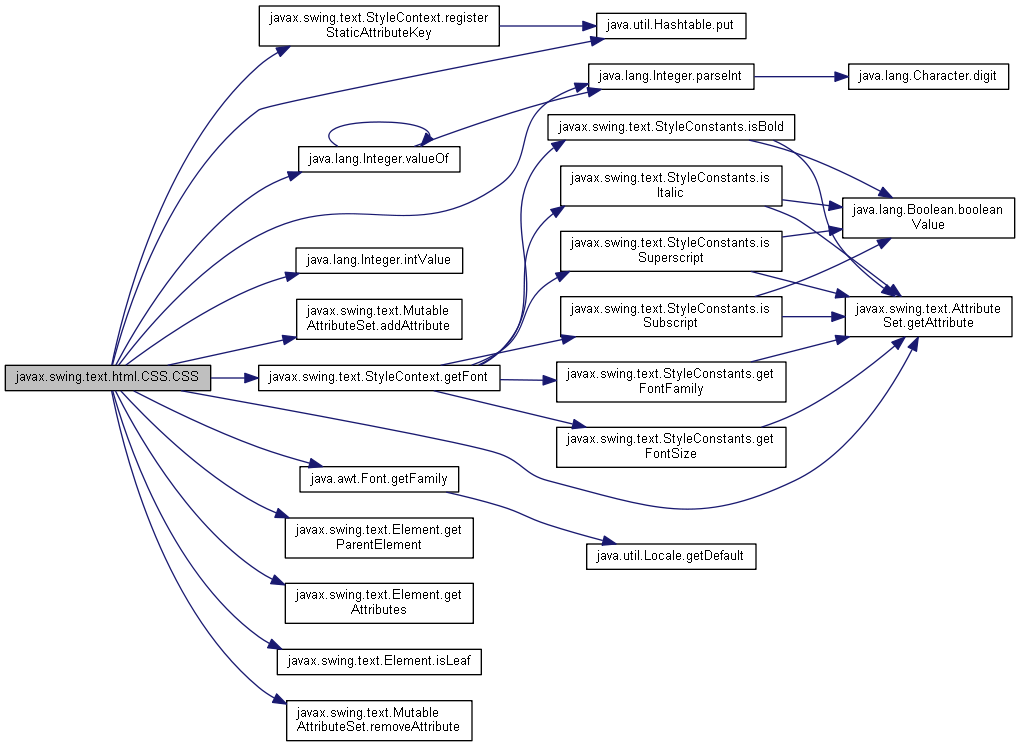 javax.swing.text.StyleContext.register
StaticAttributeKey
java.util.Hashtable.put
java.lang.Integer.parseInt
java.lang.Character.digit
javax.swing.text.StyleConstants.isBold
java.lang.Integer.valueOf
javax.swing.text.StyleConstants.is
Italic
java.lang.Boolean.boolean
Value
javax.swing.text.StyleConstants.is
Superscript
java.lang.Integer.intValue
javax.swing.text.Mutable
AttributeSet.addAttribute
javax.swing.text.StyleConstants.is
Subscript
javax.swing.text.Attribute
Set.getAttribute
javax.swing.text.html.CSS.CSS
javax.swing.text.StyleContext.getFont
javax.swing.text.StyleConstants.get
FontFamily
javax.swing.text.StyleConstants.get
FontSize
java.awt.Font.getFamily
javax.swing.text.Element.get
ParentElement
java.util.Locale.getDefault
javax.swing.text.Element.get
Attributes
javax.swing.text.Element.isLeaf
javax.swing.text.Mutable
AttributeSet.removeAttribute